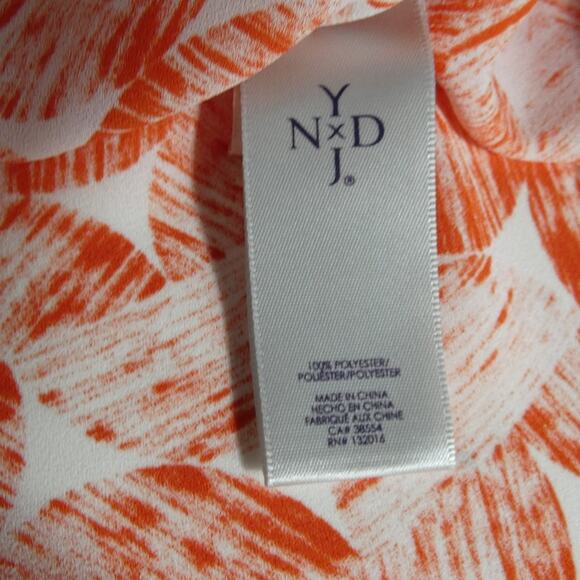 Y
N×D
J®
100% POLYESTER/
POLIÉSTER/POLYESTER
MADE IN CHINA
HECHO EN CHINA
FABRIQUÉ AUX CHINE
CA# 38554
RN# 132016